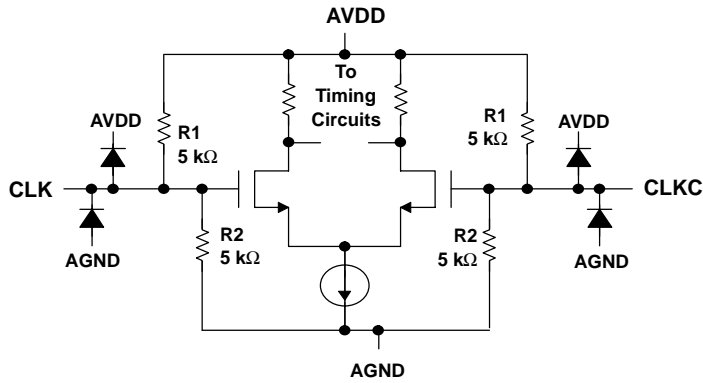 AVDD
To
Timing
Circuits
R1
5 kΩ
R1
5 kΩ
AVDD
AVDD
CLK
CLKC
R2
5 kΩ
R2
5 kΩ
AGND
AGND
AGND